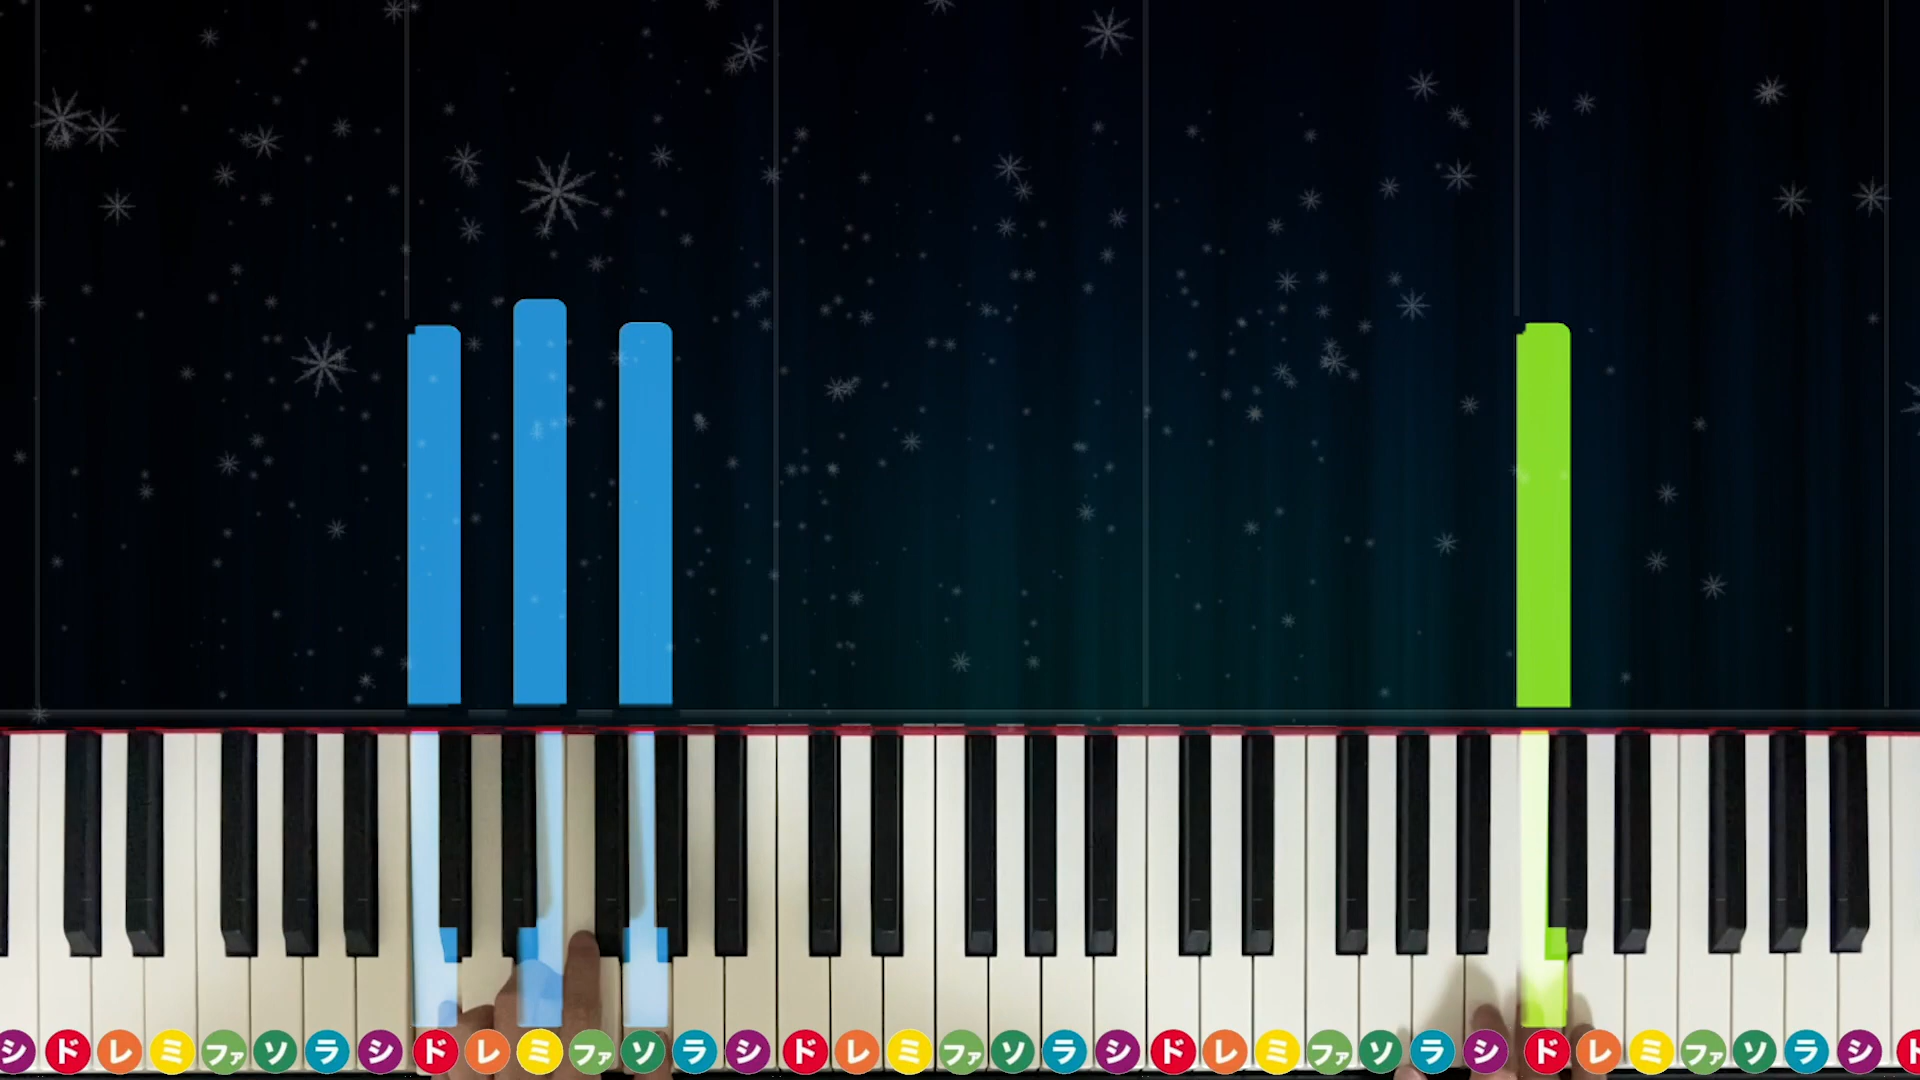 シ ド レ ミ ファ ソ ラ シ ド レ ミ ファ ソ ラ シ ド レ ミ ファ ソ ラ シ ド レ ミ ファ ソ ラ シ ド レ ミ ファ ソ ラ シ ド